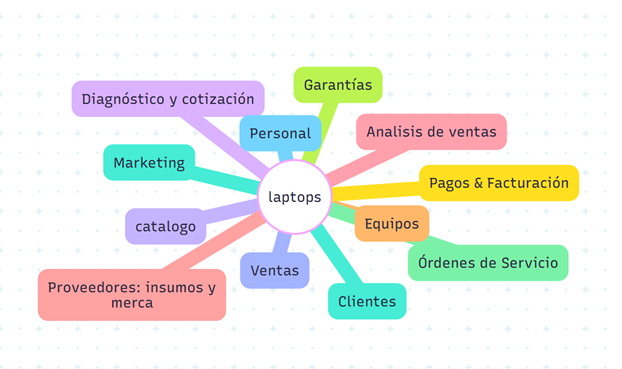 Garantías
Diagnóstico y cotización
Personal
Analisis de ventas
Marketing
Pagos & Facturación
laptops
catalogo
Equipos
Órdenes de Servicio
Ventas
Proveedores: insumos y
merca
Clientes